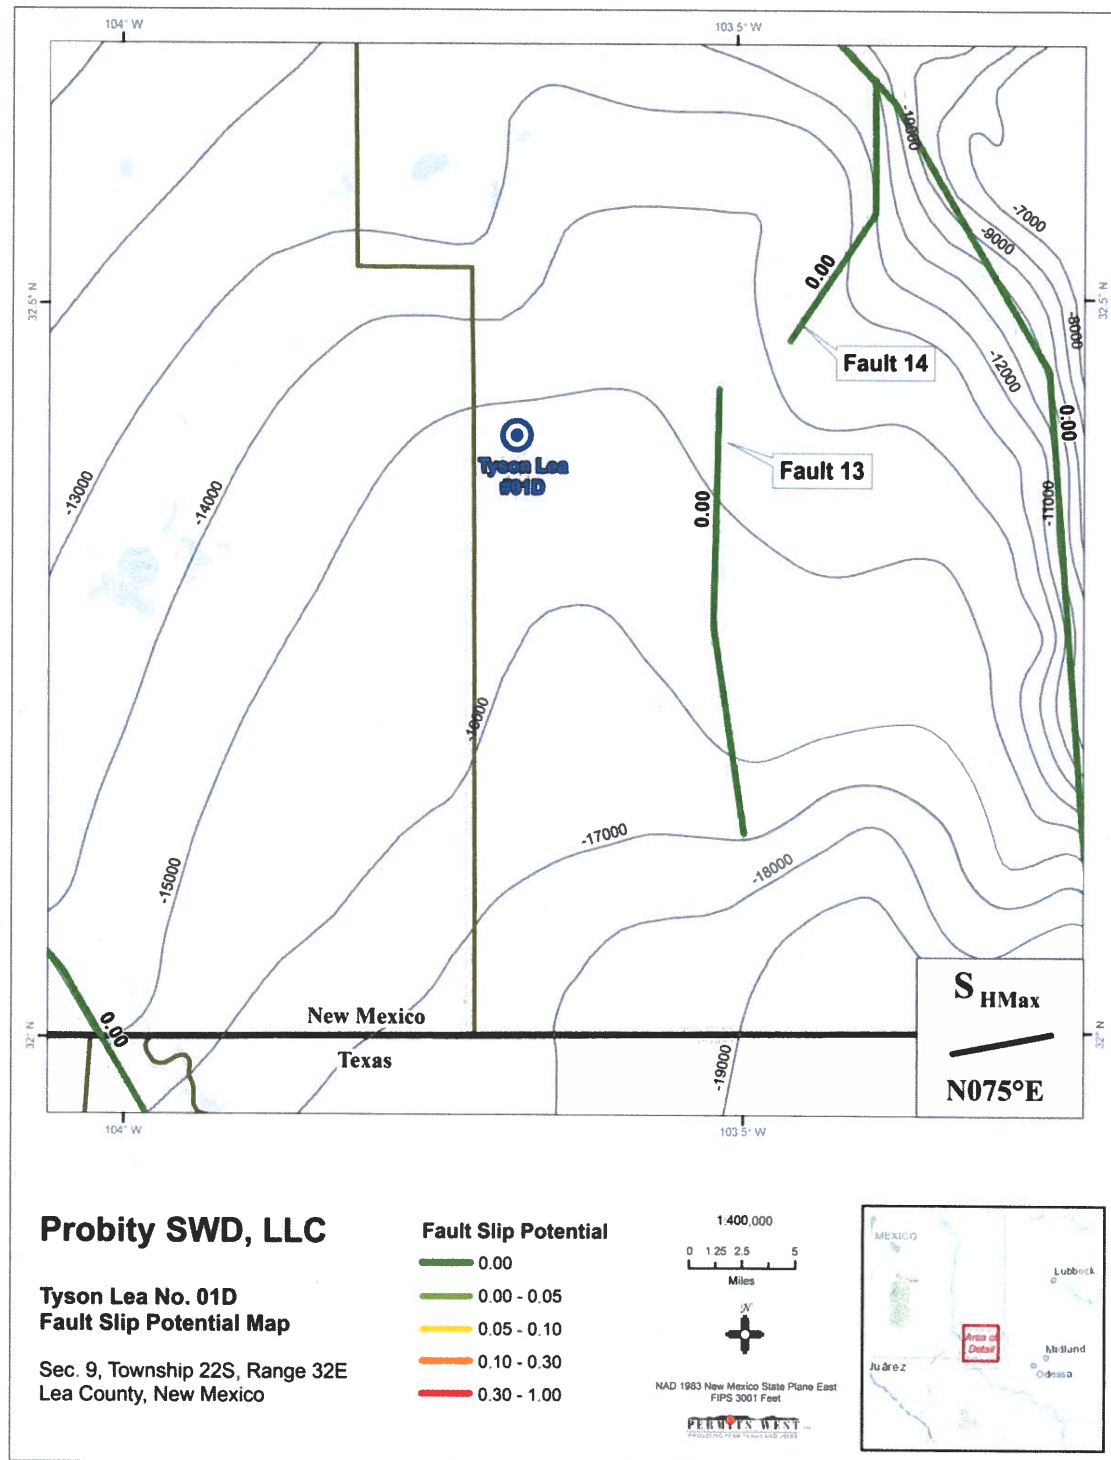 104° W
103.5° W
-10000
-7000
-9000
0.00
32.5° N
32.5° N
-8000
Fault 14
-12000
0.00
Tyson Lea
#01D
Fault 13
-13000
-14000
0.00
-11000
-16000
-17000
-15000
-18000
S HMax
0.00
New Mexico
32° N
32° N
Texas
-19000
N075°E
104° W
103.5° W
Probity SWD, LLC
Tyson Lea No. 01D
Fault Slip Potential Map
Sec. 9, Township 22S, Range 32E
Lea County, New Mexico
Fault Slip Potential
0.00
0.00 - 0.05
0.05 - 0.10
0.10 - 0.30
0.30 - 1.00
1:400,000
0 1.25 2.5 5
Miles
N
NAD 1983 New Mexico State Plane East
FIPS 3001 Feet
PERMITS WEST
MEXICO
Lubbock
Area of
Detail
Midland
Odessa
Juárez